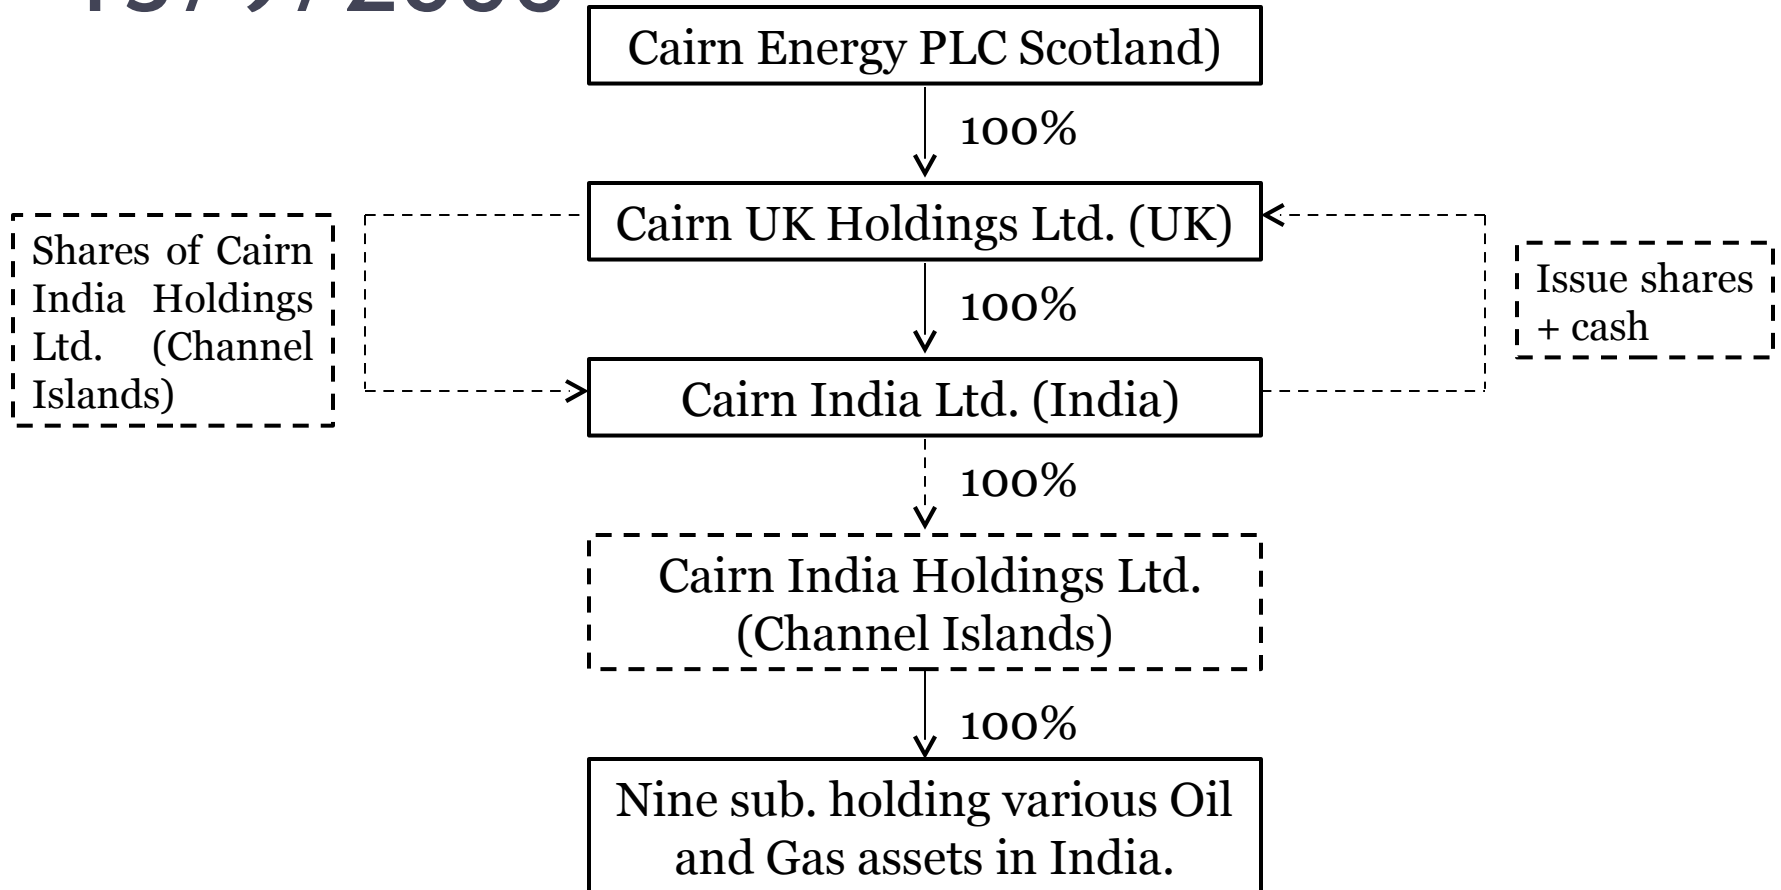 Cairn Energy PLC Scotland)
100%
Cairn UK Holdings Ltd. (UK)
Shares of Cairn
India Holdings
Ltd. (Channel
Islands)
100%
Issue shares
+ cash
Cairn India Ltd. (India)
100%
Cairn India Holdings Ltd.
(Channel Islands)
100%
Nine sub. holding various Oil
and Gas assets in India.